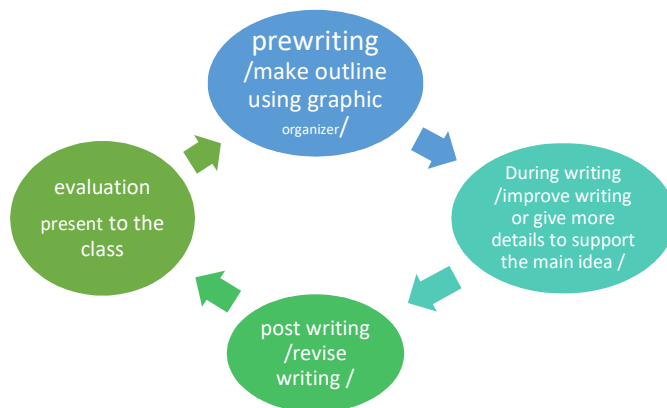 prewriting
/make outline
using graphic
organizer/
During writing
/improve writing
or give more
details to support
the main idea /
post writing
/revise
writing /
evaluation
present to the
class